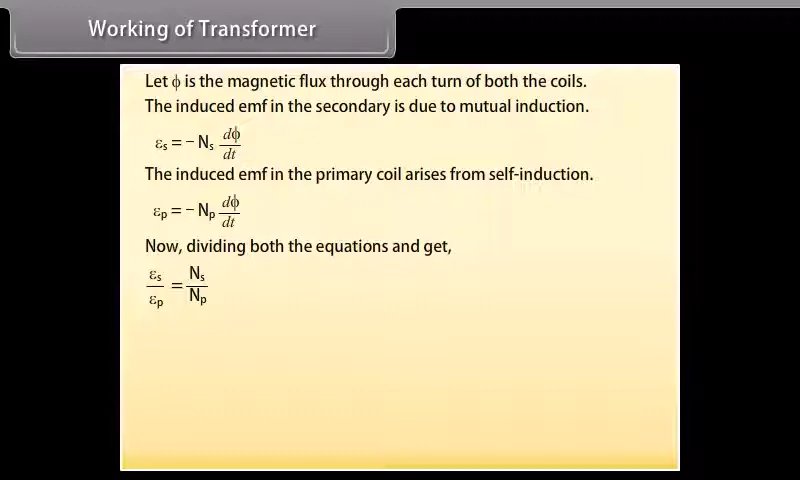 Working of Transformer
Let ϕ is the magnetic flux through each turn of both the coils.
The induced emf in the secondary is due to mutual induction.
εₛ = − Nₛ dϕ/dt
The induced emf in the primary coil arises from self-induction.
εₚ = − Nₚ dϕ/dt
Now, dividing both the equations and get,
εₛ/εₚ = Nₛ/Nₚ